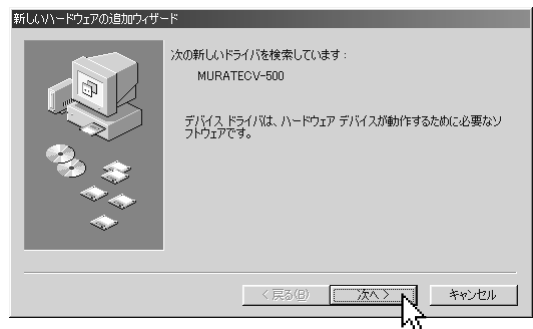 新しいハードウェアの追加ウィザード
次の新しいドライバを検索しています：
MURATECV-500
デバイス ドライバは、ハードウェア デバイスが動作するために必要なソ
フトウェアです。
< 戻る(B)
次へ >
キャンセル